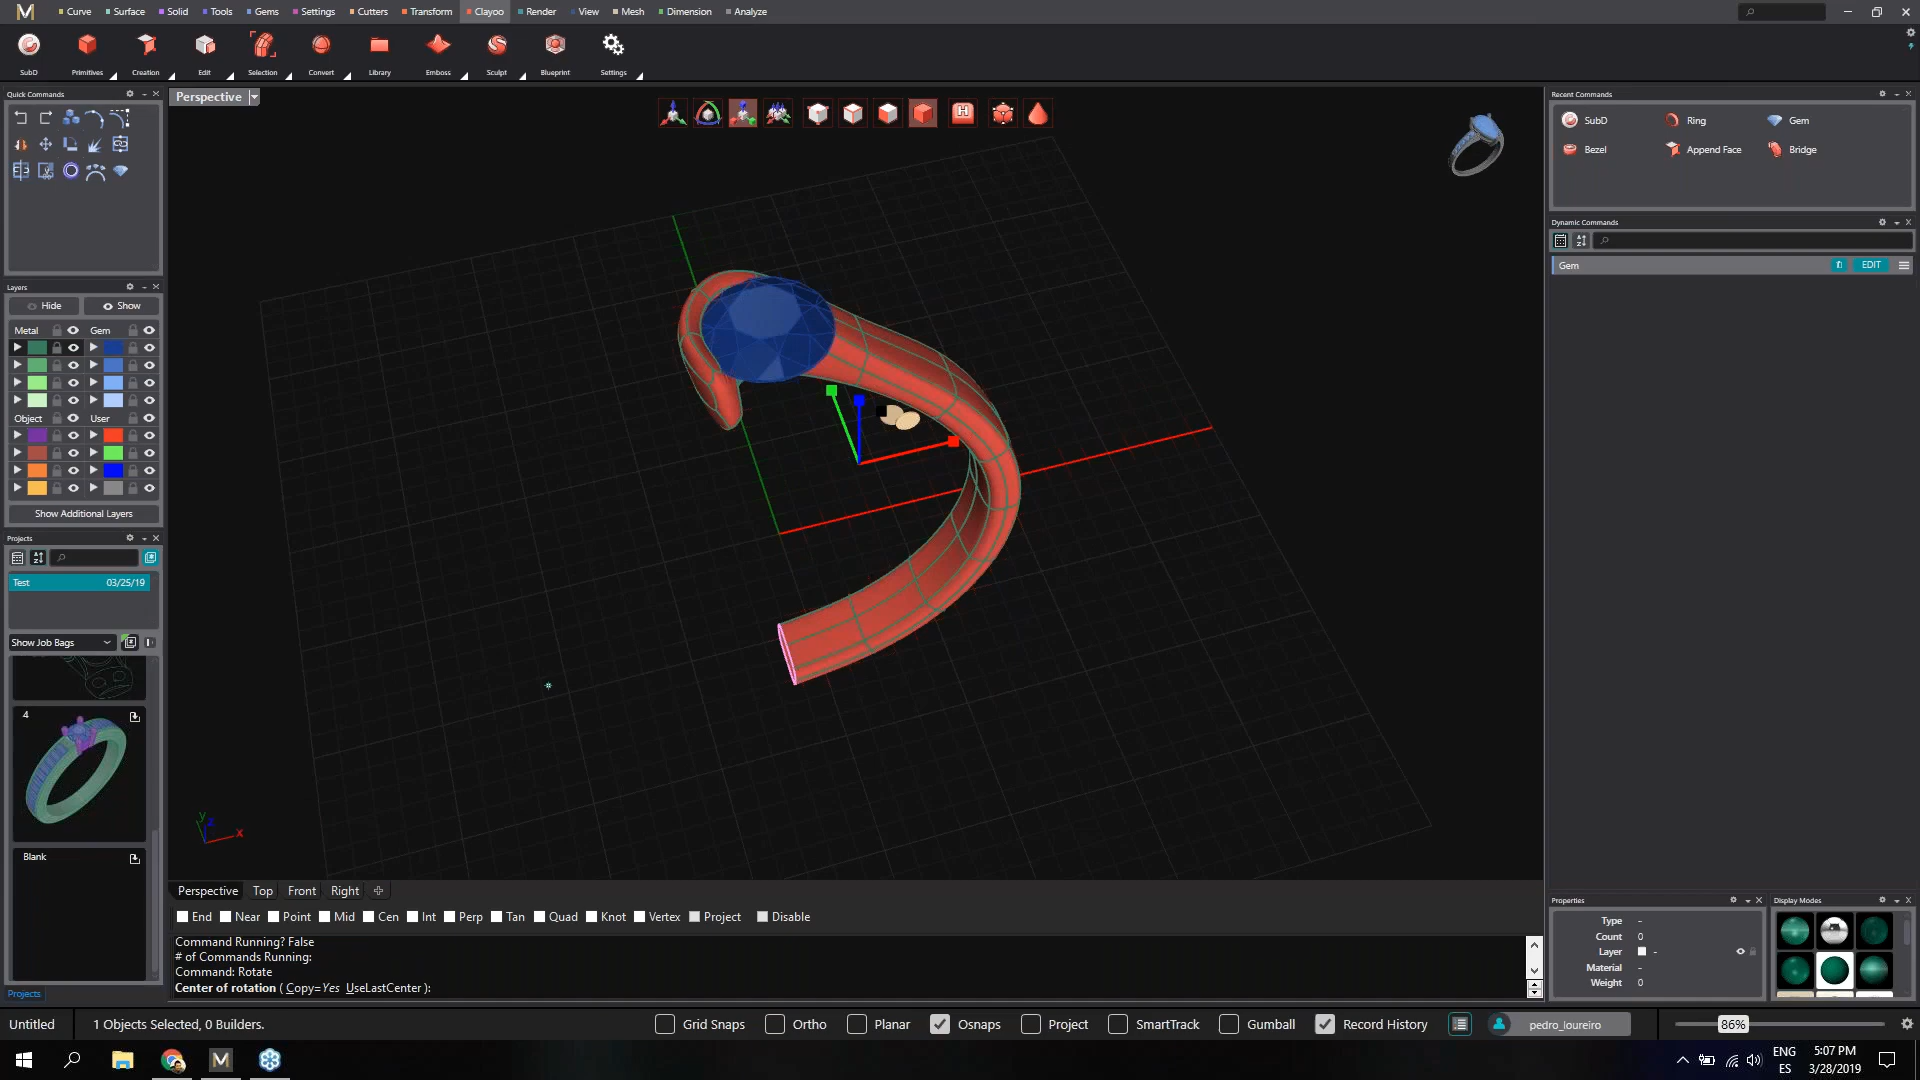 Curve Surface Solid Tools Gems Settings Cutters Transform Clayoo Render View Mesh Dimension Analyze
SubD Primitives Creation Edit Selection Convert Library Emboss Sculpt Blueprint Settings
Quick Commands
Perspective
Recent Commands
SubD Ring Gem
Bezel Append Face Bridge
Dynamic Commands
Gem EDIT
Layers
Hide Show
Metal Gem
Object User
Show Additional Layers
Projects
Test 03/25/19
Show Job Bags
4
Blank
Projects
y
z
x
Perspective Top Front Right
End Near Point Mid Cen Int Perp Tan Quad Knot Vertex Project Disable
Command Running? False
# of Commands Running:
Command: Rotate
Center of rotation ( Copy=Yes UseLastCenter ):
Properties
Type -
Count 0
Layer -
Material -
Weight 0
Display Modes
Untitled 1 Objects Selected, 0 Builders. Grid Snaps Ortho Planar Osnaps Project SmartTrack Gumball Record History pedro_loureiro 86%
ENG
ES
5:07 PM
3/28/2019